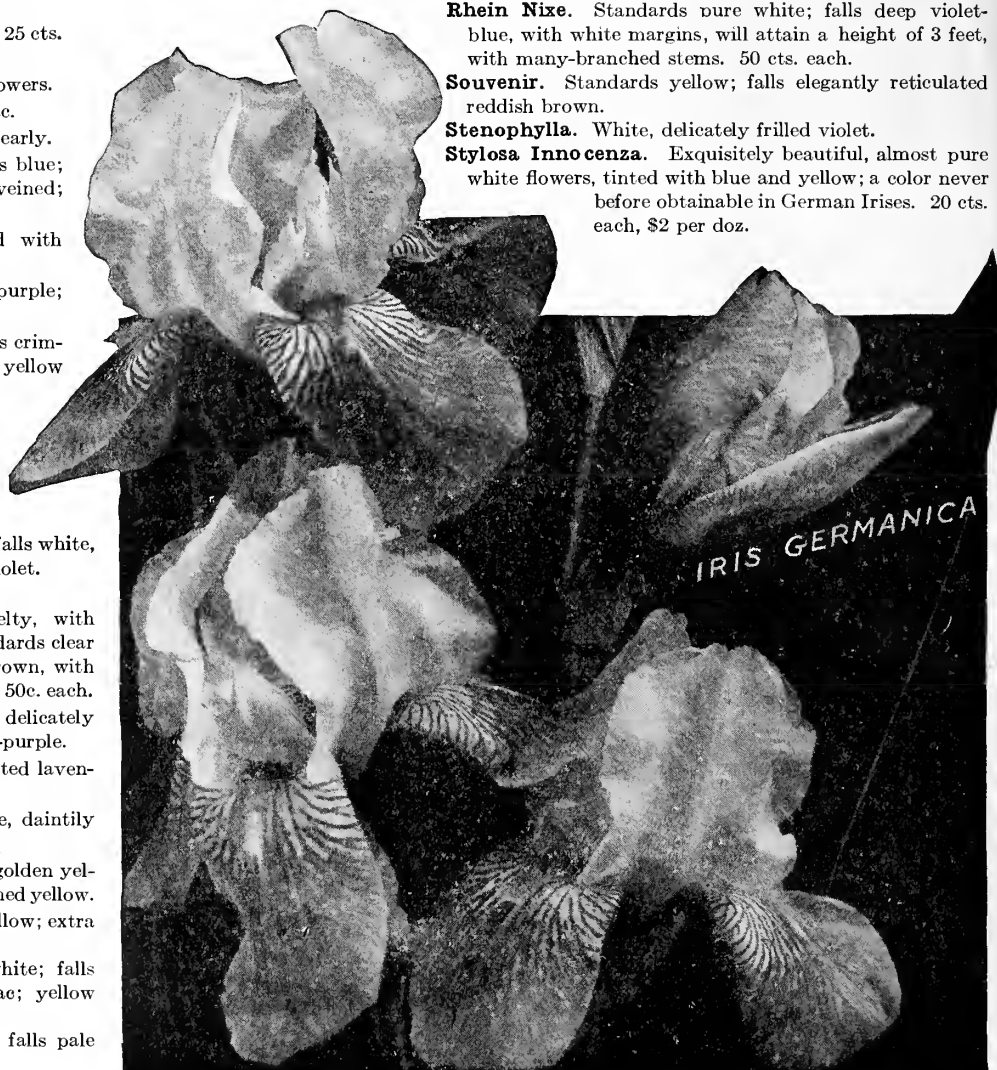 25 cts.
owers.
c.
early.
s blue;
veined;
d with
purple;
s crim-
yellow
falls white,
olet.
elty, with
dards clear
rown, with
50c. each.
delicately
-purple.
ted laven-
e, daintily
golden yel-
ned yellow.
llow; extra
hite; falls
ac; yellow
falls pale
Rhein Nixe. Standards pure white; falls deep violet-
blue, with white margins, will attain a height of 3 feet,
with many-branched stems. 50 cts. each.
Souvenir. Standards yellow; falls elegantly reticulated
reddish brown.
Stenophylla. White, delicately frilled violet.
Stylosa Innocenza. Exquisitely beautiful, almost pure
white flowers, tinted with blue and yellow; a color never
before obtainable in German Irises. 20 cts.
each, $2 per doz.
IRIS GERMANICA